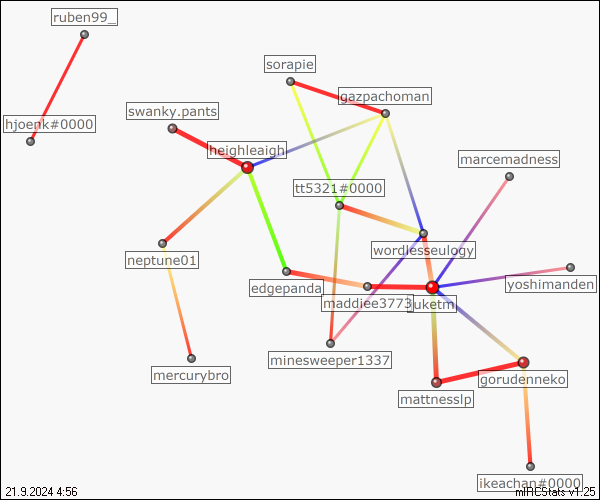 ruben99_
sorapie
gazpachoman
swanky.pants
hjoenk#0000
heighleaigh
marcemadness
tt5321#0000
wordlesseulogy
neptune01
yoshimanden
edgepanda
maddiee3773
juketm
minesweeper1337
mercurybro
gorudenneko
mattnesslp
ikeachan#0000
21.9.2024 4:56
mIRCStats v1.25